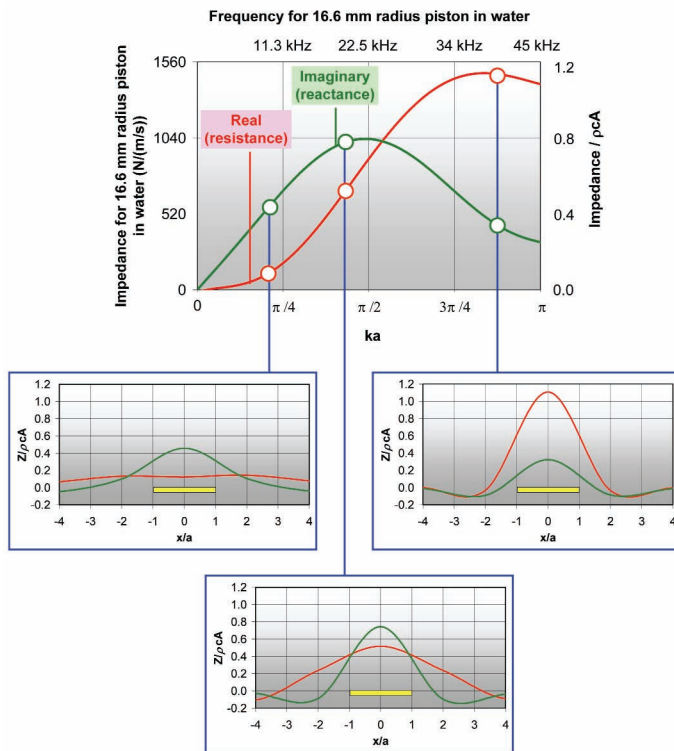 Frequency for 16.6 mm radius piston in water
11.3 kHz 22.5 kHz 34 kHz 45 kHz
Impedance for 16.6 mm radius piston
in water (N/(m/s))
1560
1040
520
0
Imaginary
(reactance)
Real
(resistance)
1.2
0.8
0.4
0.0
Impedance / ρcA
0 π /4 π /2 3π /4 π
ka
Z/ρcA
1.2
1.0
0.8
0.6
0.4
0.2
0.0
-0.2
-4 -3 -2 -1 0 1 2 3 4
x/a
Z/ρcA
1.2
1.0
0.8
0.6
0.4
0.2
0.0
-0.2
-4 -3 -2 -1 0 1 2 3 4
x/a
Z/ρcA
1.2
1.0
0.8
0.6
0.4
0.2
0.0
-0.2
-4 -3 -2 -1 0 1 2 3 4
x/a